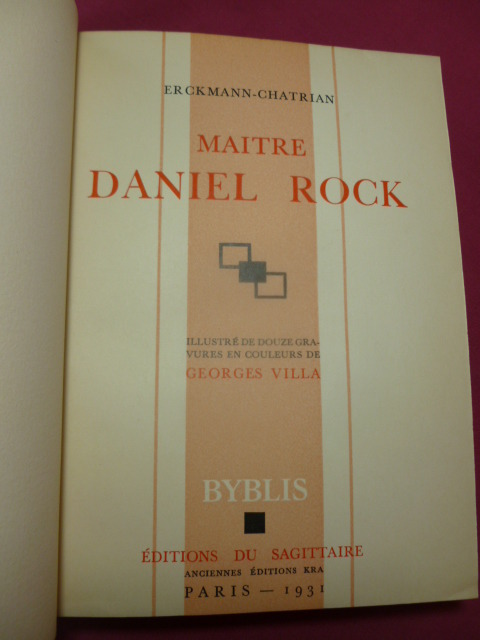 ERCKMANN-CHATRIAN
MAITRE
DANIEL ROCK
ILLUSTRÉ DE DOUZE GRA-
VURES EN COULEURS DE
GEORGES VILLA
BYBLIS
ÉDITIONS DU SAGITTAIRE
ANCIENNES ÉDITIONS KRA
PARIS — 1931